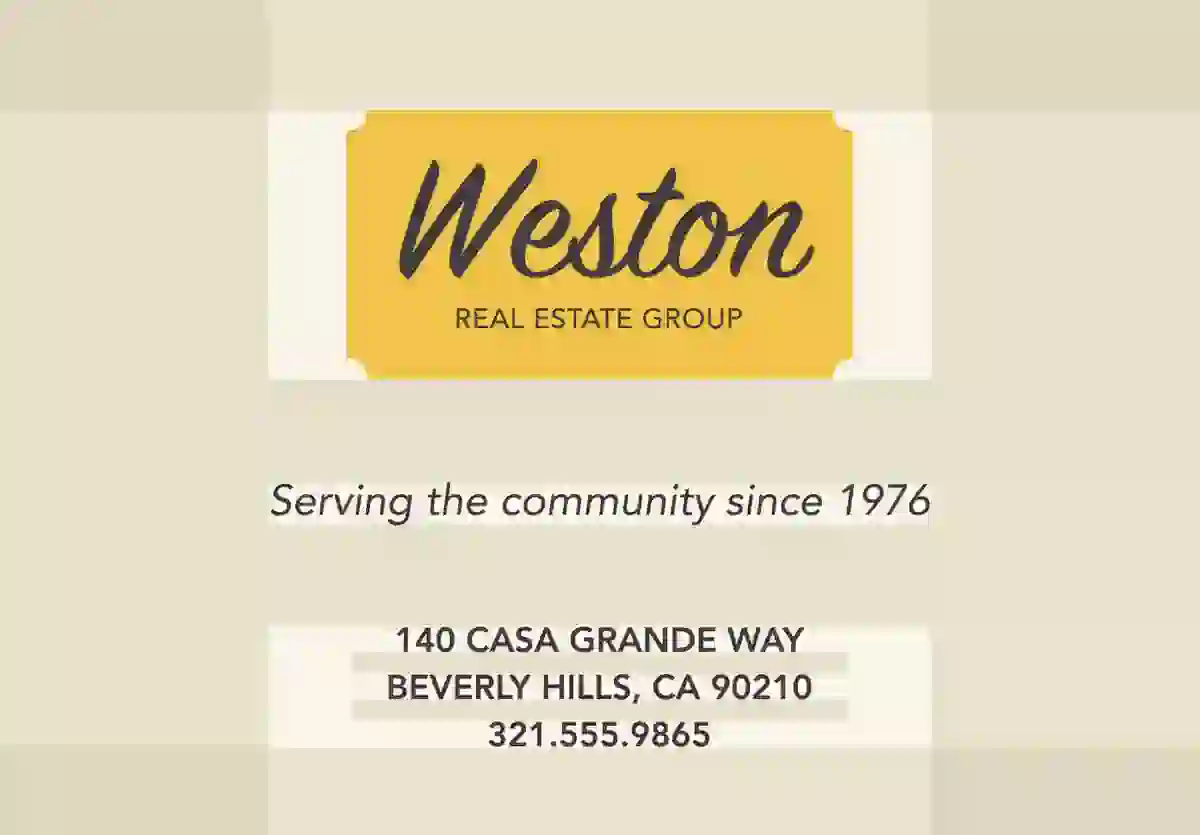 Weston
REAL ESTATE GROUP
Serving the community since 1976
140 CASA GRANDE WAY
BEVERLY HILLS, CA 90210
321.555.9865